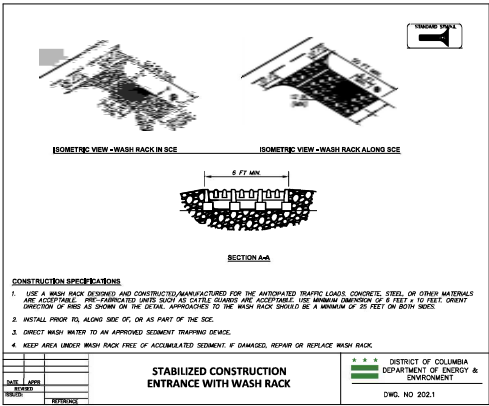 STANDARD SYMBOL
50 FT MIN.
ISOMETRIC VIEW - WASH RACK IN SCE
ISOMETRIC VIEW - WASH RACK ALONG SCE
6 FT MIN.
SECTION A-A
CONSTRUCTION SPECIFICATIONS
1. USE A WASH RACK DESIGNED AND CONSTRUCTED/MANUFACTURED FOR THE ANTICIPATED TRAFFIC LOADS. CONCRETE, STEEL, OR OTHER MATERIALS
ARE ACCEPTABLE. PRE-FABRICATED UNITS SUCH AS CATTLE GUARDS ARE ACCEPTABLE. USE MINIMUM DIMENSION OF 6 FEET x 10 FEET. ORIENT
DIRECTION OF RIBS AS SHOWN ON THE DETAIL. APPROACHES TO THE WASH RACK SHOULD BE A MINIMUM OF 25 FEET ON BOTH SIDES.
2. INSTALL PRIOR TO, ALONG SIDE OF, OR AS PART OF THE SCE.
3. DIRECT WASH WATER TO AN APPROVED SEDIMENT TRAPPING DEVICE.
4. KEEP AREA UNDER WASH RACK FREE OF ACCUMULATED SEDIMENT. IF DAMAGED, REPAIR OR REPLACE WASH RACK.
DATE APPR.
REVISED
ISSUED:
REFERENCE
STABILIZED CONSTRUCTION
ENTRANCE WITH WASH RACK
DISTRICT OF COLUMBIA
DEPARTMENT OF ENERGY &
ENVIRONMENT
DWG. NO 202.1